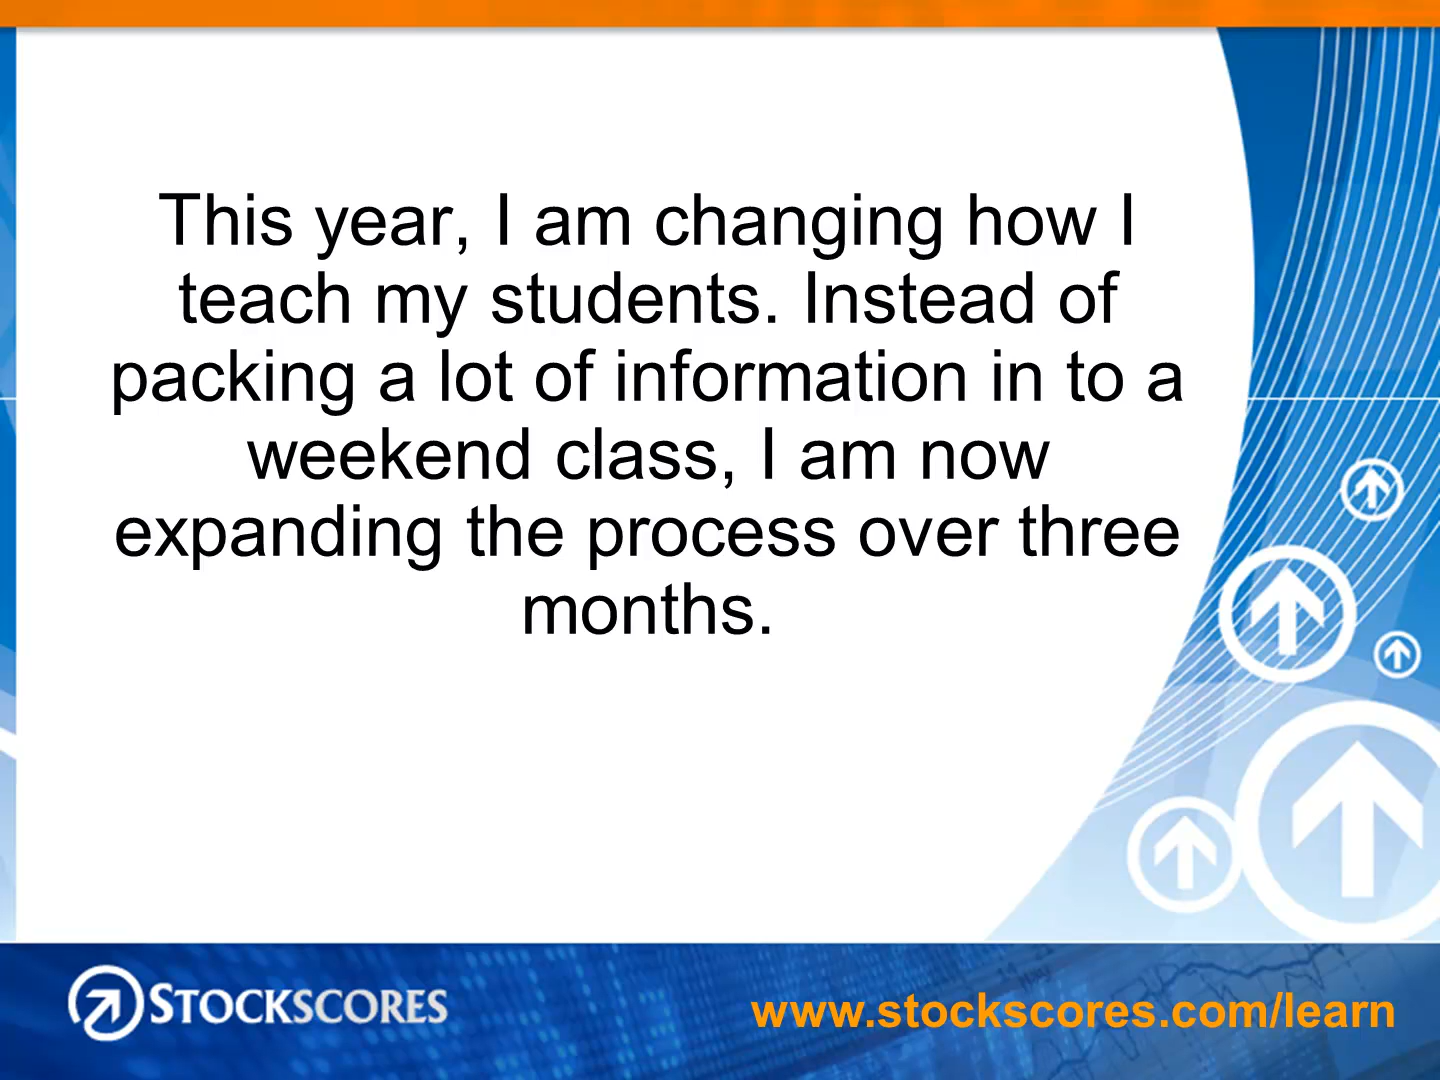 This year, I am changing how I
teach my students. Instead of
packing a lot of information in to a
weekend class, I am now
expanding the process over three
months.
STOCKSCORES
www.stockscores.com/learn